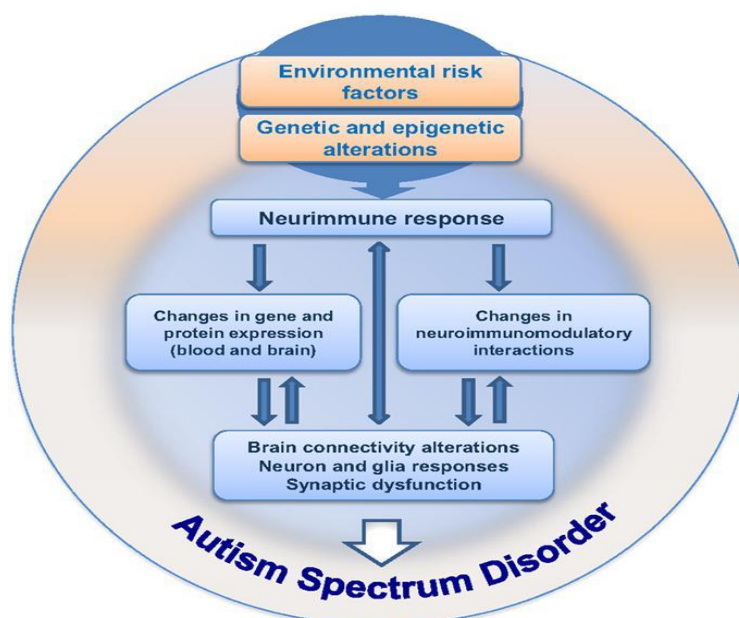 Environmental risk
factors
Genetic and epigenetic
alterations
Neurimmune response
Changes in gene and
protein expression
(blood and brain)
Changes in
neuroimmunomodulatory
interactions
Brain connectivity alterations
Neuron and glia responses
Synaptic dysfunction
Autism Spectrum Disorder